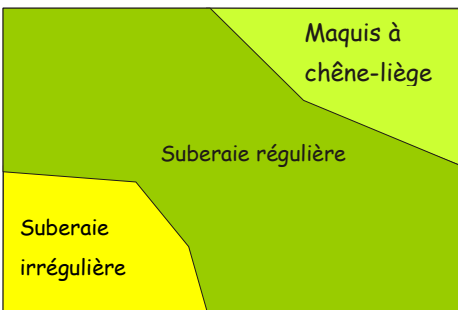 Maquis à
chêne-liège
Suberaie régulière
Suberaie
irrégulière